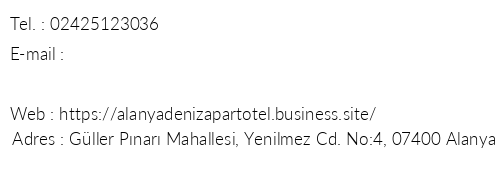 Tel. : 02425123036
E-mail :
Web : https://alanyadenizapartotel.business.site/
Adres : Güller Pınarı Mahallesi, Yenilmez Cd. No:4, 07400 Alanya